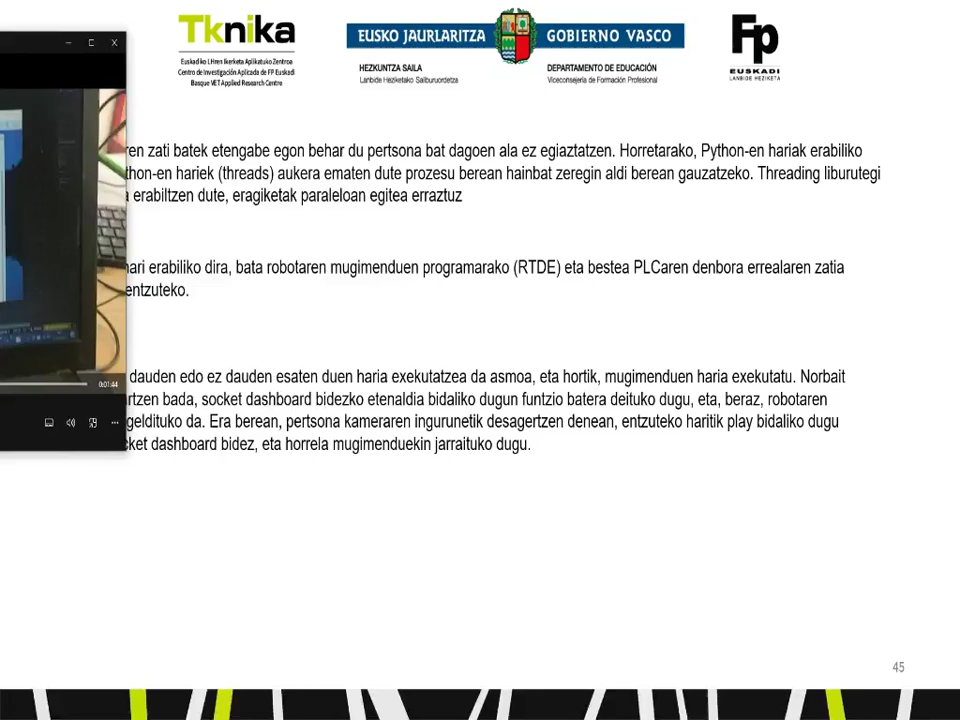 Tknika
Euskadiko LHren Ikerketa Aplikatuko Zentroa
Centro de Investigación Aplicada de FP Euskadi
Basque VET Applied Research Centre
EUSKO JAURLARITZA GOBIERNO VASCO
HEZKUNTZA SAILA
Lanbide Heziketako Sailburuordetza
DEPARTAMENTO DE EDUCACIÓN
Viceconsejería de Formación Profesional
Fp
EUSKADI
LANBIDE HEZIKETA
zati batek etengabe egon behar du pertsona bat dagoen ala ez egiaztatzen. Horretarako, Python-en hariak erabiliko
hariek (threads) aukera ematen dute prozesu berean hainbat zeregin aldi berean gauzatzeko. Threading liburutegi
erabiltzen dute, eragiketak paraleloan egitea erraztuz
hari erabiliko dira, bata robotaren mugimenduen programarako (RTDE) eta bestea PLCaren denbora errealaren zatia
entzuteko.
dauden edo ez dauden esaten duen haria exekutatzea da asmoa, eta hortik, mugimenduen haria exekutatu. Norbait
bada, socket dashboard bidezko etenaldia bidaliko dugun funtzio batera deituko dugu, eta, beraz, robotaren
geldituko da. Era berean, pertsona kameraren ingurunetik desagertzen denean, entzuteko haritik play bidaliko dugu
dashboard bidez, eta horrela mugimenduekin jarraituko dugu.
0:01:44
45